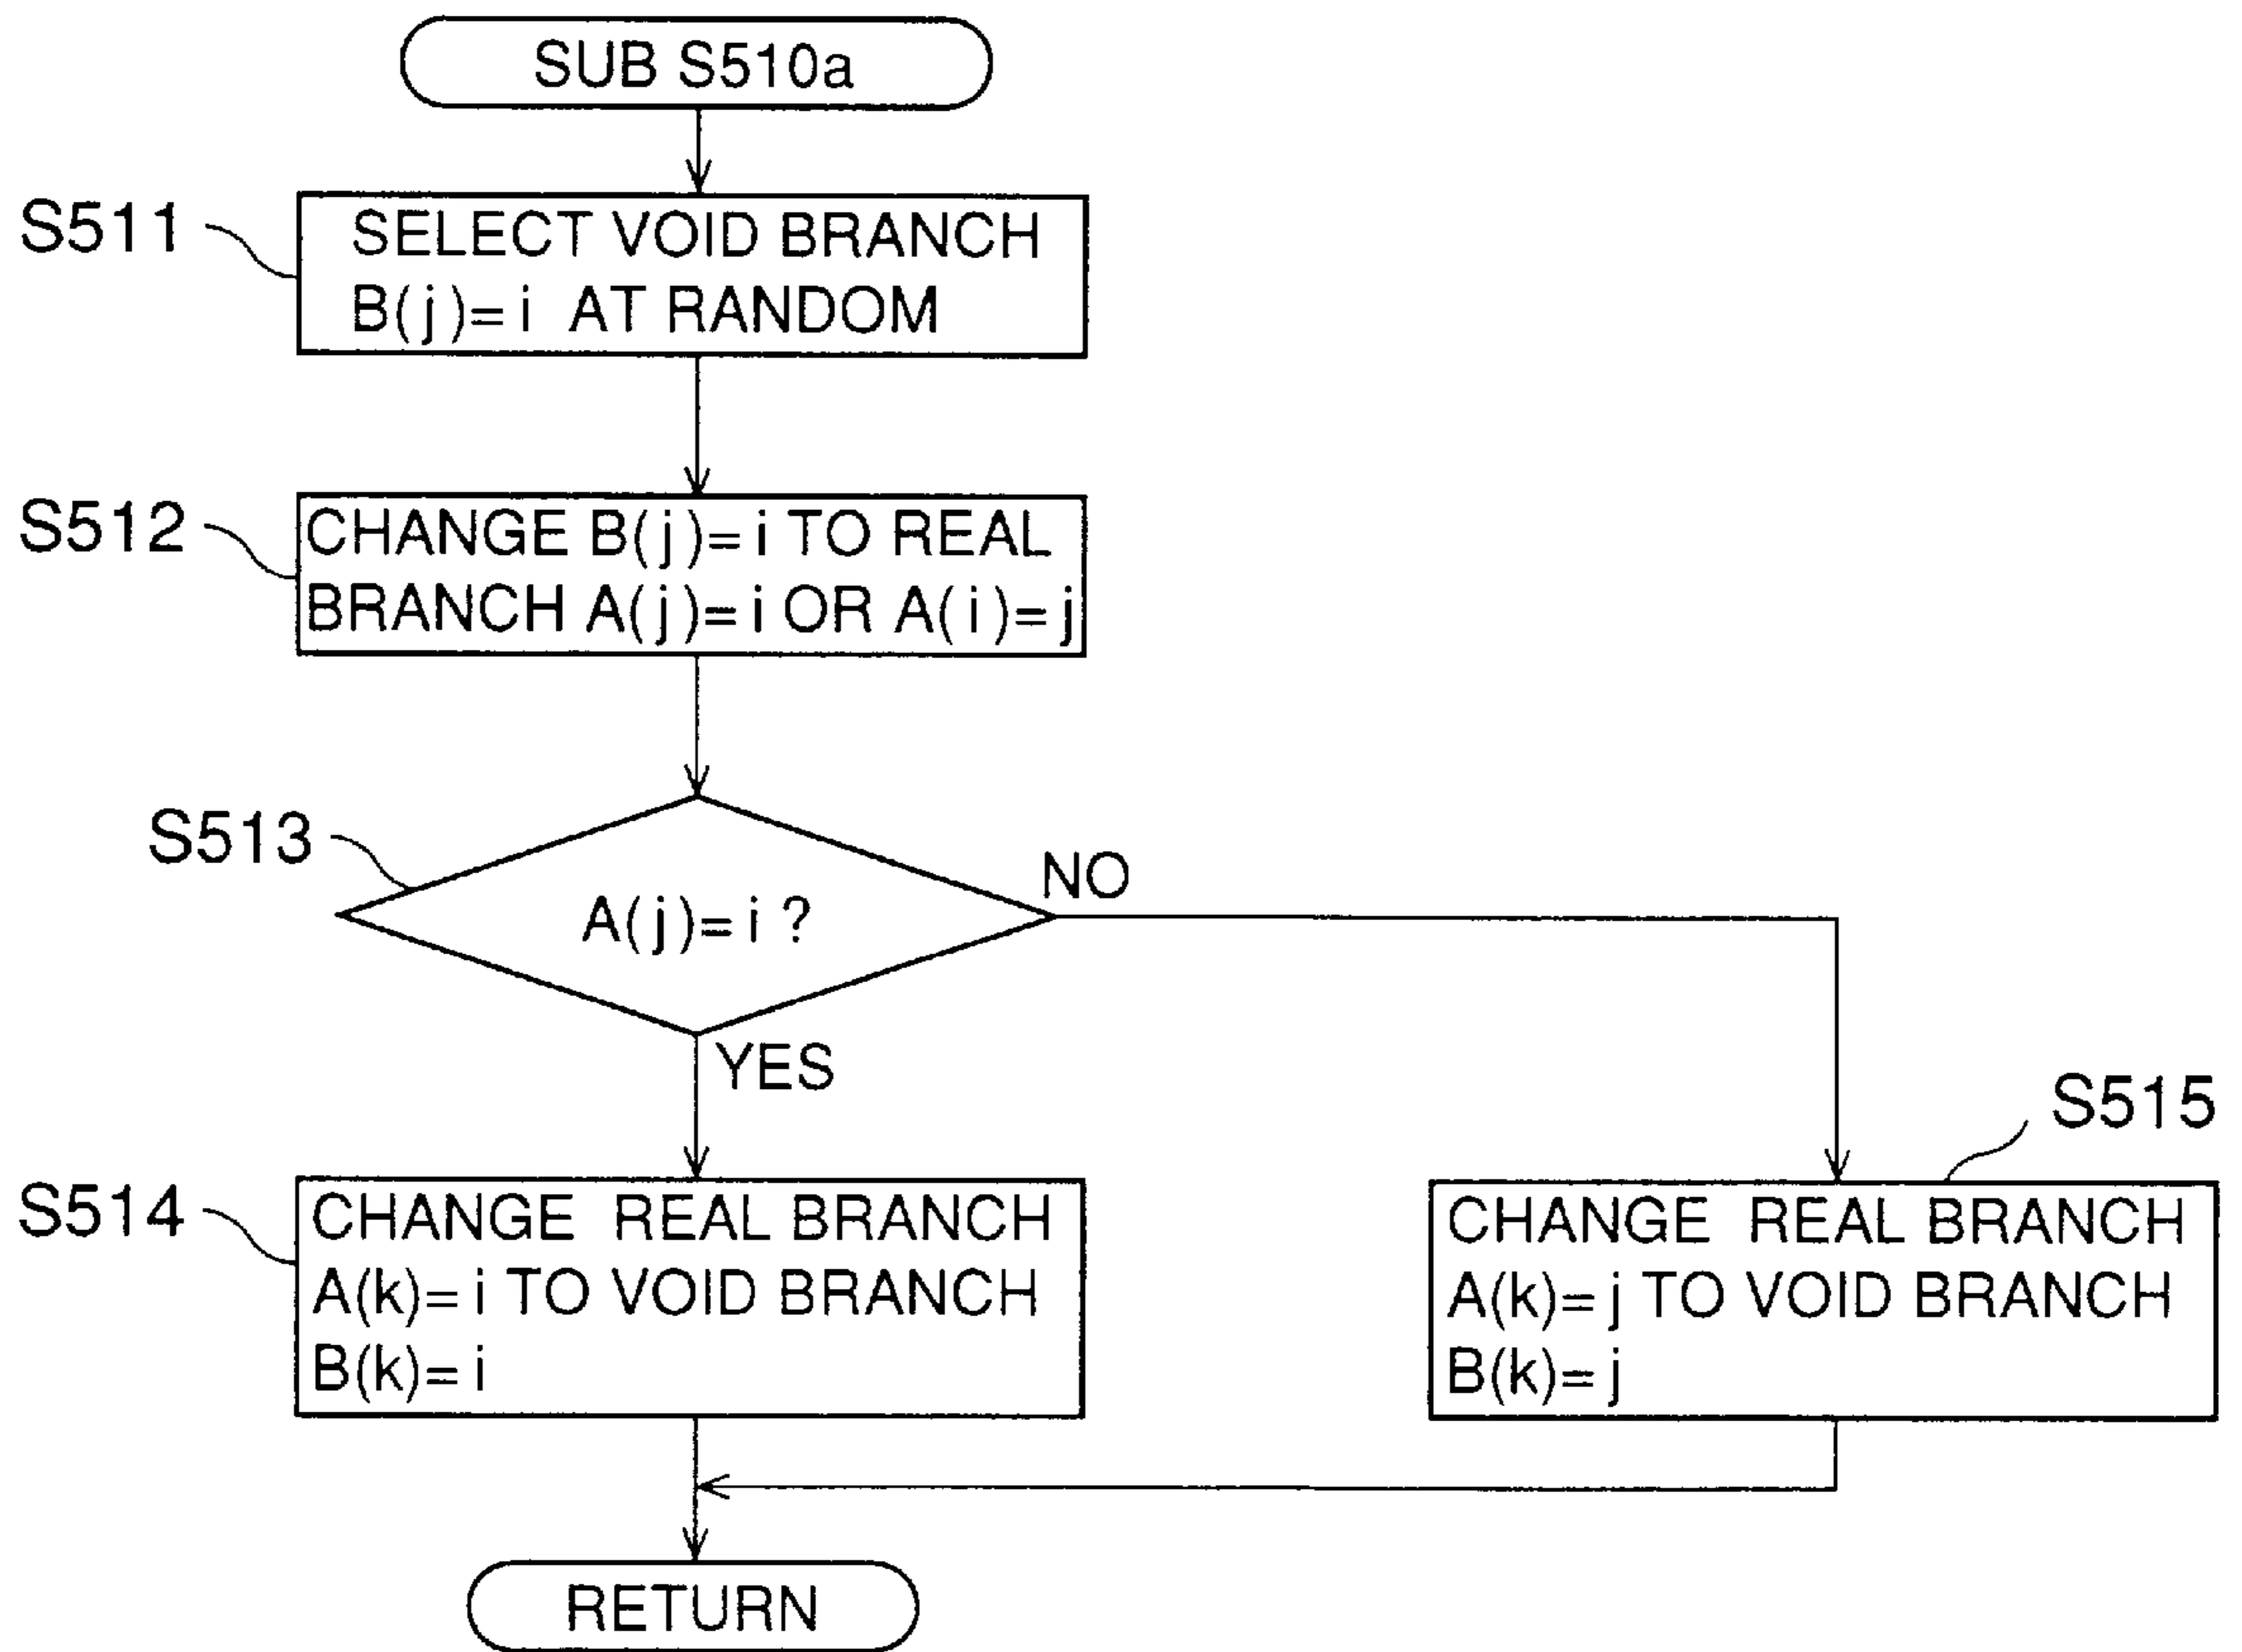 SUB S510a
S511
SELECT VOID BRANCH
B(j)=i AT RANDOM
S512
CHANGE B(j)=i TO REAL
BRANCH A(j)=i OR A(i)=j
S513
A(j)=i ?
NO
YES
S514
CHANGE REAL BRANCH
A(k)=i TO VOID BRANCH
B(k)=i
S515
CHANGE REAL BRANCH
A(k)=j TO VOID BRANCH
B(k)=j
RETURN